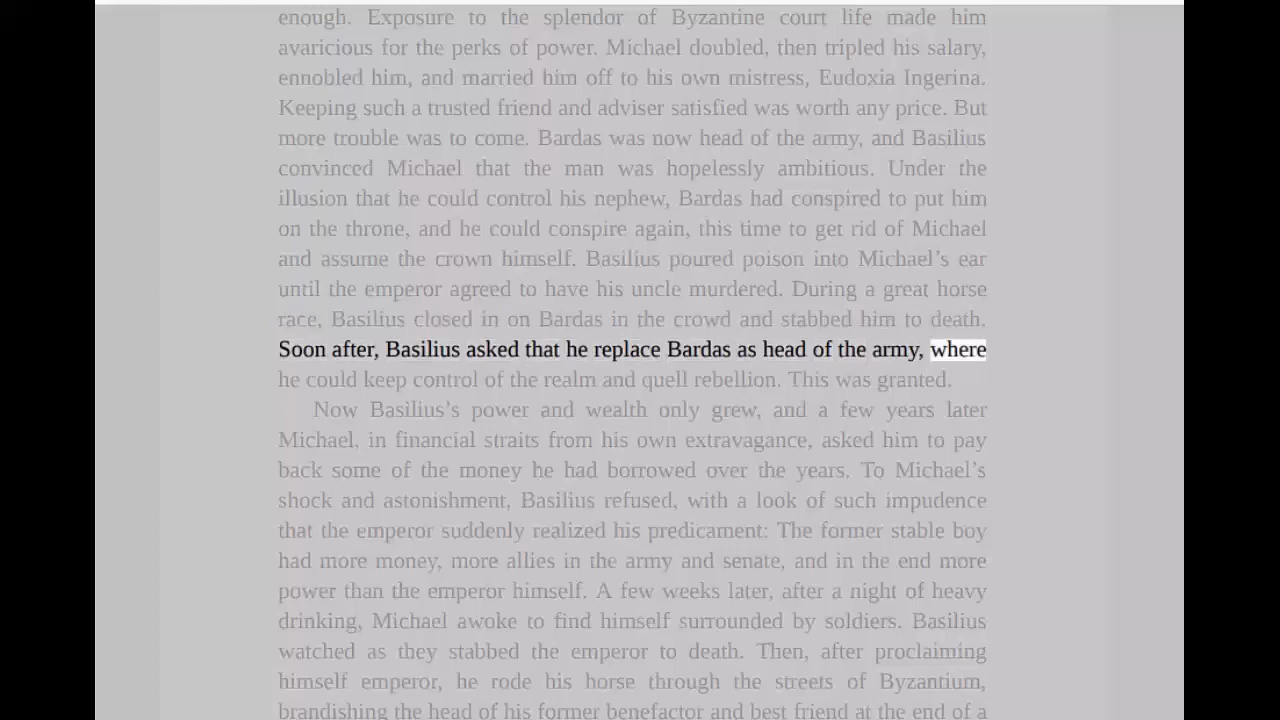 enough. Exposure to the splendor of Byzantine court life made him
avaricious for the perks of power. Michael doubled, then tripled his salary,
ennobled him, and married him off to his own mistress, Eudoxia Ingerina.
Keeping such a trusted friend and adviser satisfied was worth any price. But
more trouble was to come. Bardas was now head of the army, and Basilius
convinced Michael that the man was hopelessly ambitious. Under the
illusion that he could control his nephew, Bardas had conspired to put him
on the throne, and he could conspire again, this time to get rid of Michael
and assume the crown himself. Basilius poured poison into Michael’s ear
until the emperor agreed to have his uncle murdered. During a great horse
race, Basilius closed in on Bardas in the crowd and stabbed him to death.
Soon after, Basilius asked that he replace Bardas as head of the army, where
he could keep control of the realm and quell rebellion. This was granted.
Now Basilius’s power and wealth only grew, and a few years later
Michael, in financial straits from his own extravagance, asked him to pay
back some of the money he had borrowed over the years. To Michael’s
shock and astonishment, Basilius refused, with a look of such impudence
that the emperor suddenly realized his predicament: The former stable boy
had more money, more allies in the army and senate, and in the end more
power than the emperor himself. A few weeks later, after a night of heavy
drinking, Michael awoke to find himself surrounded by soldiers. Basilius
watched as they stabbed the emperor to death. Then, after proclaiming
himself emperor, he rode his horse through the streets of Byzantium,
brandishing the head of his former benefactor and best friend at the end of a